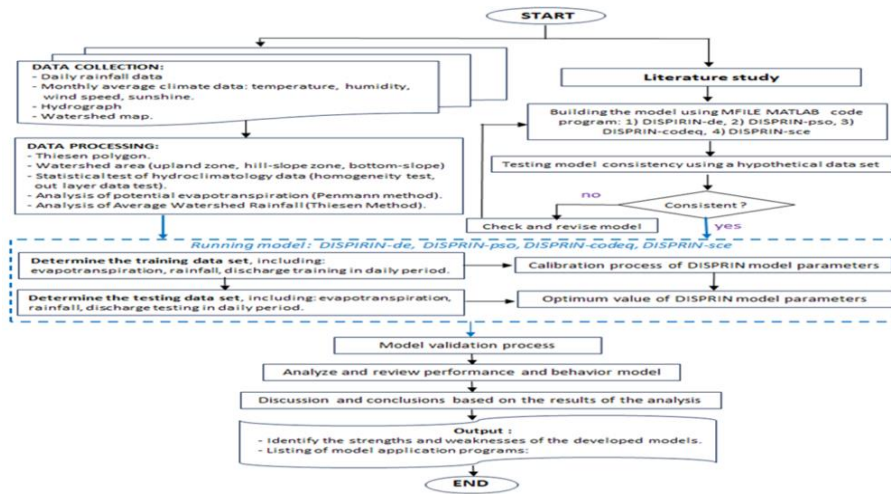 START
DATA COLLECTION:
- Daily rainfall data
- Monthly average climate data: temperature, humidity,
wind speed, sunshine.
- Hydrograph
- Watershed map.
DATA PROCESSING:
- Thiesen polygon.
- Watershed area (upland zone, hill-slope zone, bottom-slope)
- Statistical test of hydroclimatology data (homogeneity test,
out layer data test).
- Analysis of potential evapotranspiration (Penmann method).
- Analysis of Average Watershed Rainfall (Thiesen Method).
Literature study
Building the model using MFILE MATLAB code
program: 1) DISPIRIN-de, 2) DISPRIN-pso, 3)
DISPRIN-codeq, 4) DISPRIN-sce
Testing model consistency using a hypothetical data set
no
Consistent ?
Check and revise model
yes
Running model : DISPIRIN-de, DISPRIN-pso, DISPRIN-codeq, DISPRIN-sce
Determine the training data set, including:
evapotranspiration, rainfall, discharge training in daily period.
Calibration process of DISPRIN model parameters
Determine the testing data set, including: evapotranspiration,
rainfall, discharge testing in daily period.
Optimum value of DISPRIN model parameters
Model validation process
Analyze and review performance and behavior model
Discussion and conclusions based on the results of the analysis
Output :
- Identify the strengths and weaknesses of the developed models.
- Listing of model application programs:
END